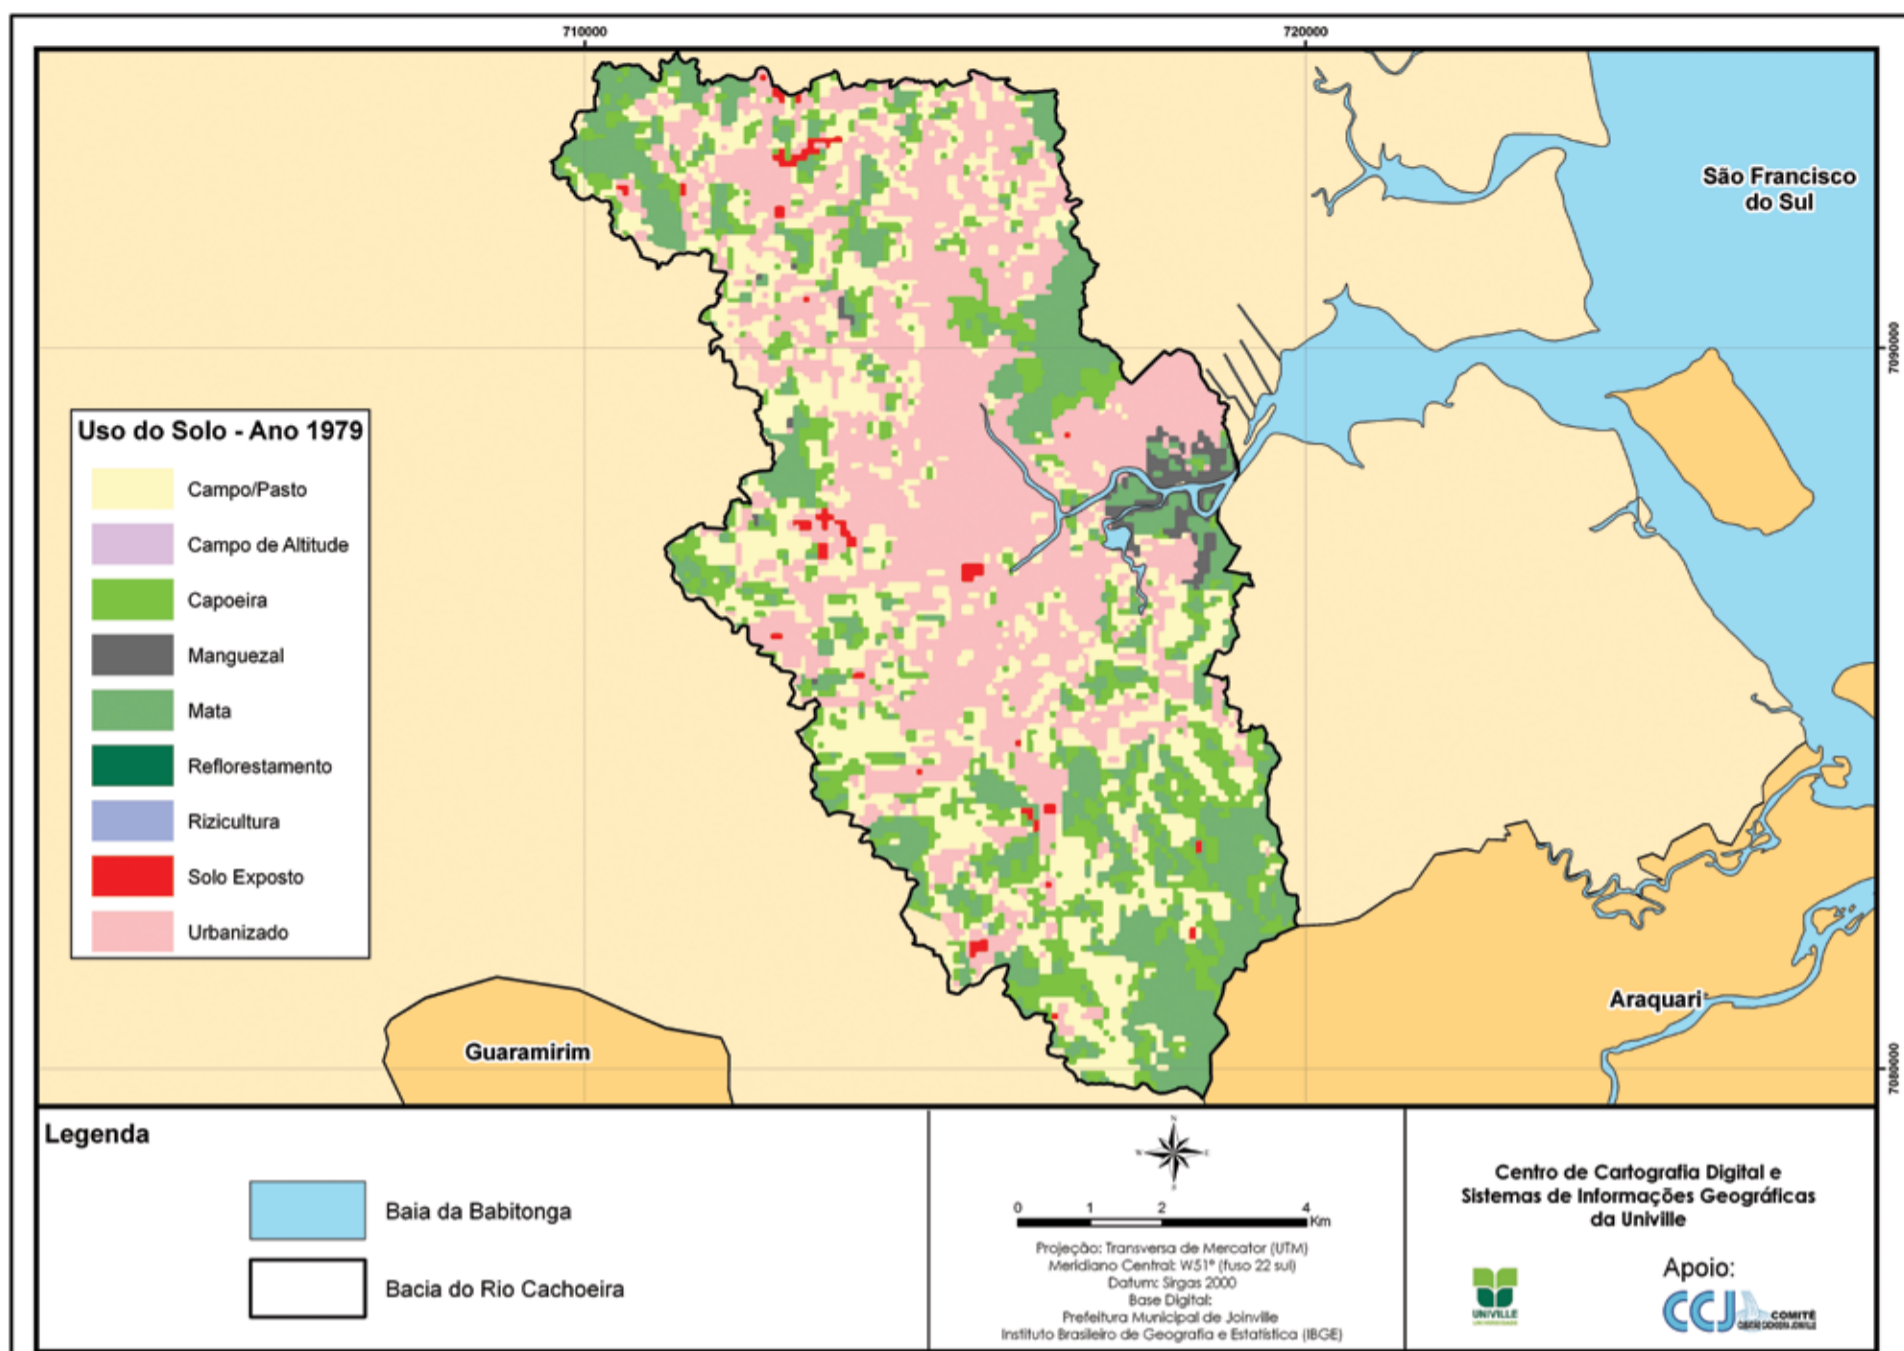 710000
720000
São Francisco
do Sul
7090000
Uso do Solo - Ano 1979
Campo/Pasto
Campo de Altitude
Capoeira
Manguezal
Mata
Reflorestamento
Rizicultura
Solo Exposto
Urbanizado
Guaramirim
Araquari
7080000
Legenda
Baia da Babitonga
Bacia do Rio Cachoeira
N
W E
S
0 1 2 4
Km
Projeção: Transversa de Mercator (UTM)
Meridiano Central: W51° (fuso 22 sul)
Datum: Sirgas 2000
Base Digital:
Prefeitura Municipal de Joinville
Instituto Brasileiro de Geografia e Estatística (IBGE)
Centro de Cartografia Digital e
Sistemas de Informações Geográficas
da Univille
Apoio:
UNIVILLE
CCJ COMITÊ